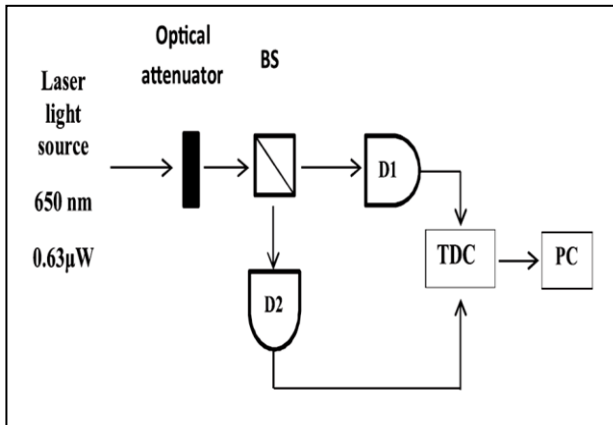 Laser
light
source
650 nm
0.63µW
Optical
attenuator
BS
D1
D2
TDC
PC